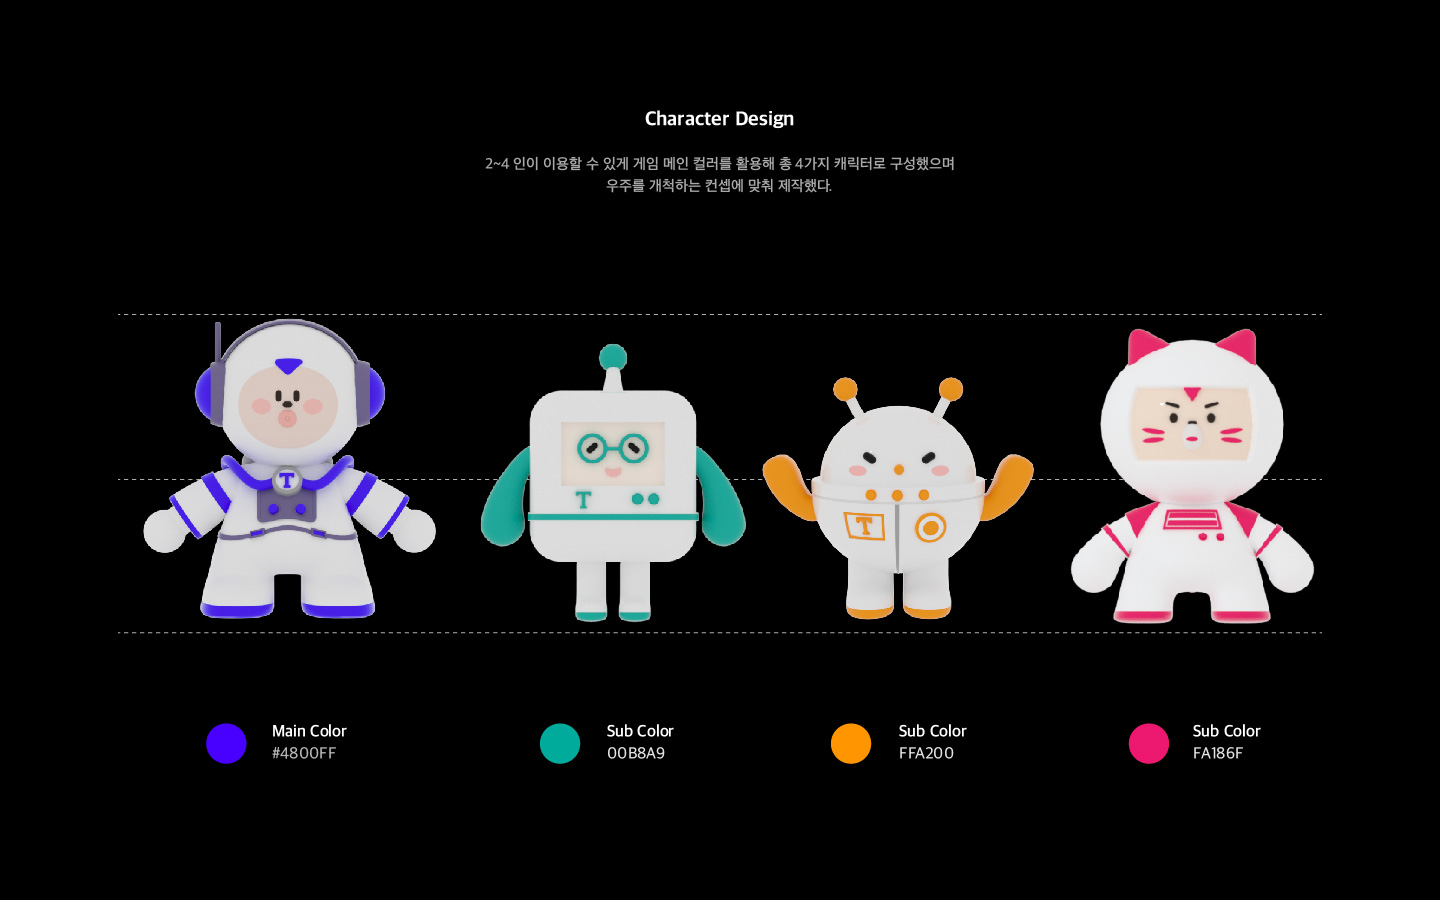 Character Design
2~4 인이 이용할 수 있게 게임 메인 컬러를 활용해 총 4가지 캐릭터로 구성했으며
우주를 개척하는 컨셉에 맞춰 제작했다.
T
T
T
Main Color
#4800FF
Sub Color
00B8A9
Sub Color
FFA200
Sub Color
FA186F